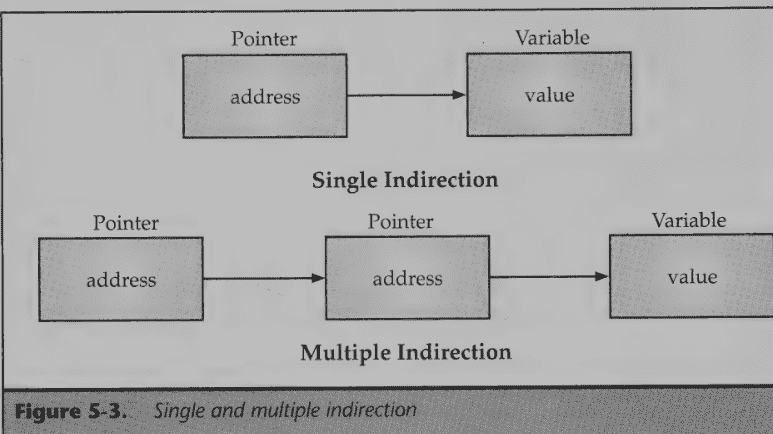 Pointer Variable
address value
Single Indirection
Pointer Pointer Variable
address address value
Multiple Indirection
Figure 5-3. Single and multiple indirection